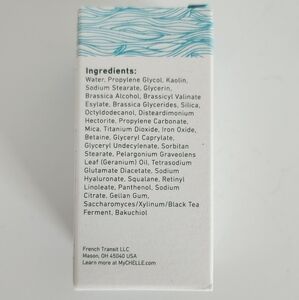 Ingredients:
Water, Propylene Glycol, Kaolin,
Sodium Stearate, Glycerin,
Brassica Alcohol, Brassicyl Valinate
Esylate, Brassica Glycerides, Silica,
Octyldodecanol, Disteardimonium
Hectorite, Propylene Carbonate,
Mica, Titanium Dioxide, Iron Oxide,
Betaine, Glyceryl Caprylate,
Glyceryl Undecylenate, Sorbitan
Stearate, Pelargonium Graveolens
Leaf (Geranium) Oil, Tetrasodium
Glutamate Diacetate, Sodium
Hyaluronate, Squalane, Retinyl
Linoleate, Panthenol, Sodium
Citrate, Gellan Gum,
Saccharomyces/Xylinum/Black Tea
Ferment, Bakuchiol
French Transit LLC
Mason, OH 45040 USA
Learn more at MyCHELLE.com